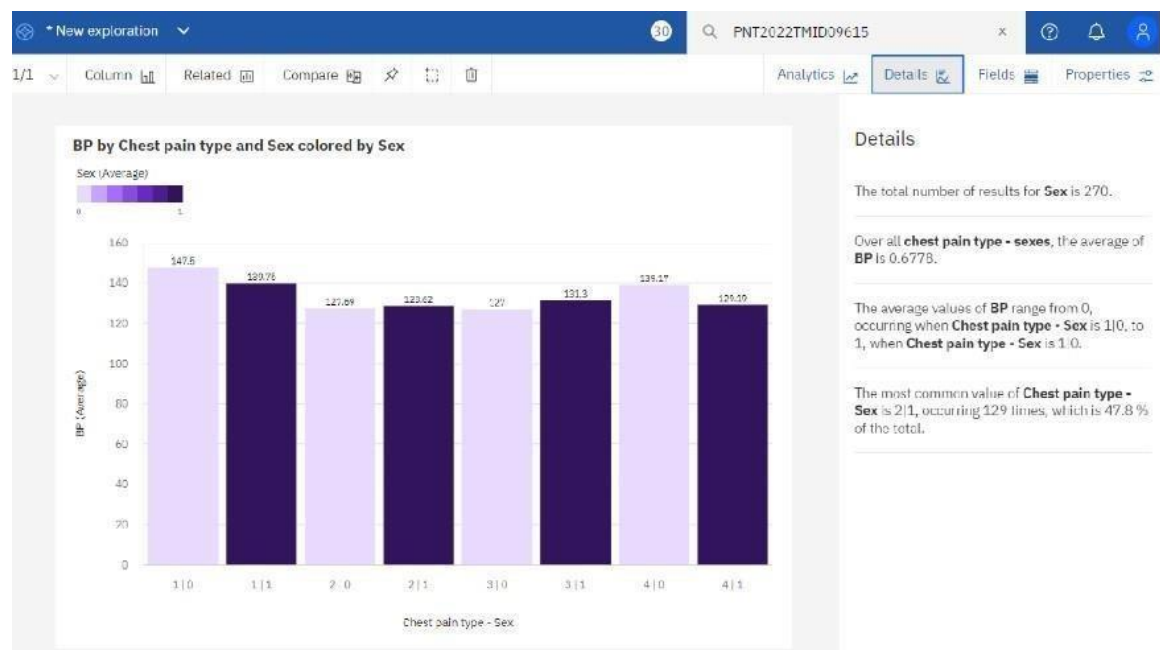 * New exploration
30
PNT2022TMID09615
x
1/1
Column
Related
Compare
Analytics
Details
Fields
Properties
BP by Chest pain type and Sex colored by Sex
Sex (Average)
0
1
BP (Average)
160
140
120
100
80
60
40
20
0
147.5
139.76
127.89
127
131.3
139.17
1|0
1|1
2|0
2|1
3|0
3|1
4|0
4|1
Chest pain type - Sex
Details
The total number of results for Sex is 270.
Over all chest pain type - sexes, the average of
BP is 0.6778.
The average values of BP range from 0,
occurring when Chest pain type - Sex is 1|0, to
1, when Chest pain type - Sex is 1|0.
The most common value of Chest pain type -
Sex is 2|1, occurring 129 times, which is 47.8 %
of the total.